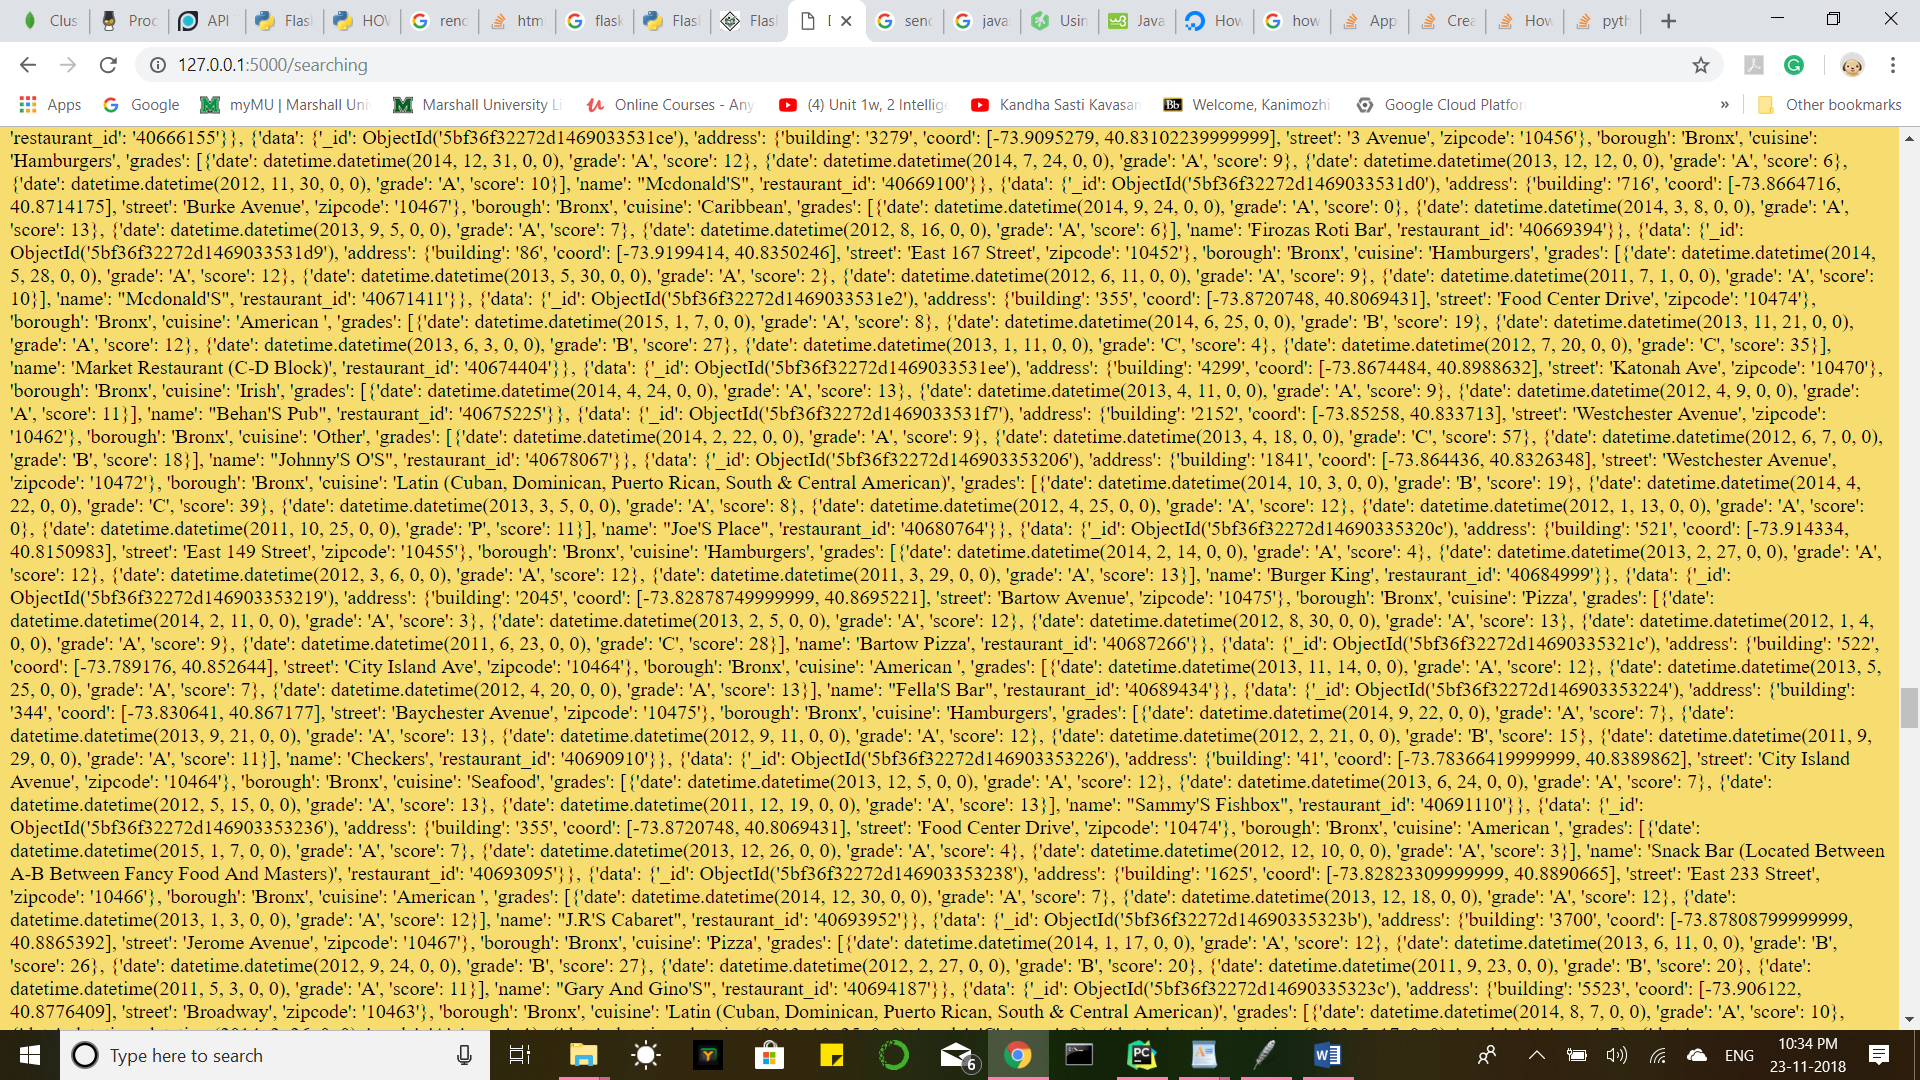 Clus
Proc
API
Flas
HOW
renc
htm
flask
Flas
Flas
D
senc
java
Usin
Java
How
how
App
Crea
How
pyth
127.0.0.1:5000/searching
Apps
Google
myMU | Marshall Uni
Marshall University Li
Online Courses - Any
(4) Unit 1w, 2 Intellige
Kandha Sasti Kavasam
Welcome, Kanimozhi
Google Cloud Platfor
»
Other bookmarks
'restaurant_id': '40666155'}}, {'data': {'_id': ObjectId('5bf36f32272d1469033531ce'), 'address': {'building': '3279', 'coord': [-73.9095279, 40.83102239999999], 'street': '3 Avenue', 'zipcode': '10456'}, 'borough': 'Bronx', 'cuisine':
'Hamburgers', 'grades': [{'date': datetime.datetime(2014, 12, 31, 0, 0), 'grade': 'A', 'score': 12}, {'date': datetime.datetime(2014, 7, 24, 0, 0), 'grade': 'A', 'score': 9}, {'date': datetime.datetime(2013, 12, 12, 0, 0), 'grade': 'A', 'score': 6},
{'date': datetime.datetime(2012, 11, 30, 0, 0), 'grade': 'A', 'score': 10}], 'name': "Mcdonald'S", 'restaurant_id': '40669100'}}, {'data': {'_id': ObjectId('5bf36f32272d1469033531d0'), 'address': {'building': '716', 'coord': [-73.8664716,
40.8714175], 'street': 'Burke Avenue', 'zipcode': '10467'}, 'borough': 'Bronx', 'cuisine': 'Caribbean', 'grades': [{'date': datetime.datetime(2014, 9, 24, 0, 0), 'grade': 'A', 'score': 0}, {'date': datetime.datetime(2014, 3, 8, 0, 0), 'grade': 'A',
'score': 13}, {'date': datetime.datetime(2013, 9, 5, 0, 0), 'grade': 'A', 'score': 7}, {'date': datetime.datetime(2012, 8, 16, 0, 0), 'grade': 'A', 'score': 6}], 'name': 'Firozas Roti Bar', 'restaurant_id': '40669394'}}, {'data': {'_id':
ObjectId('5bf36f32272d1469033531d9'), 'address': {'building': '86', 'coord': [-73.9199414, 40.8350246], 'street': 'East 167 Street', 'zipcode': '10452'}, 'borough': 'Bronx', 'cuisine': 'Hamburgers', 'grades': [{'date': datetime.datetime(2014,
5, 28, 0, 0), 'grade': 'A', 'score': 12}, {'date': datetime.datetime(2013, 5, 30, 0, 0), 'grade': 'A', 'score': 2}, {'date': datetime.datetime(2012, 6, 11, 0, 0), 'grade': 'A', 'score': 9}, {'date': datetime.datetime(2011, 7, 1, 0, 0), 'grade': 'A', 'score':
10}], 'name': "Mcdonald'S", 'restaurant_id': '40671411'}}, {'data': {'_id': ObjectId('5bf36f32272d1469033531e2'), 'address': {'building': '355', 'coord': [-73.8720748, 40.8069431], 'street': 'Food Center Drive', 'zipcode': '10474'},
'borough': 'Bronx', 'cuisine': 'American ', 'grades': [{'date': datetime.datetime(2015, 1, 7, 0, 0), 'grade': 'A', 'score': 8}, {'date': datetime.datetime(2014, 6, 25, 0, 0), 'grade': 'B', 'score': 19}, {'date': datetime.datetime(2013, 11, 21, 0, 0),
'grade': 'A', 'score': 12}, {'date': datetime.datetime(2013, 6, 3, 0, 0), 'grade': 'B', 'score': 27}, {'date': datetime.datetime(2013, 1, 11, 0, 0), 'grade': 'C', 'score': 4}, {'date': datetime.datetime(2012, 7, 20, 0, 0), 'grade': 'C', 'score': 35}],
'name': 'Market Restaurant (C-D Block)', 'restaurant_id': '40674404'}}, {'data': {'_id': ObjectId('5bf36f32272d1469033531ee'), 'address': {'building': '4299', 'coord': [-73.8674484, 40.8988632], 'street': 'Katonah Ave', 'zipcode': '10470'},
'borough': 'Bronx', 'cuisine': 'Irish', 'grades': [{'date': datetime.datetime(2014, 4, 24, 0, 0), 'grade': 'A', 'score': 13}, {'date': datetime.datetime(2013, 4, 11, 0, 0), 'grade': 'A', 'score': 9}, {'date': datetime.datetime(2012, 4, 9, 0, 0), 'grade':
'A', 'score': 11}], 'name': "Behan'S Pub", 'restaurant_id': '40675225'}}, {'data': {'_id': ObjectId('5bf36f32272d1469033531f7'), 'address': {'building': '2152', 'coord': [-73.85258, 40.833713], 'street': 'Westchester Avenue', 'zipcode':
'10462'}, 'borough': 'Bronx', 'cuisine': 'Other', 'grades': [{'date': datetime.datetime(2014, 2, 22, 0, 0), 'grade': 'A', 'score': 9}, {'date': datetime.datetime(2013, 4, 18, 0, 0), 'grade': 'C', 'score': 57}, {'date': datetime.datetime(2012, 6, 7, 0, 0),
'grade': 'B', 'score': 18}], 'name': "Johnny'S O'S", 'restaurant_id': '40678067'}}, {'data': {'_id': ObjectId('5bf36f32272d146903353206'), 'address': {'building': '1841', 'coord': [-73.864436, 40.8326348], 'street': 'Westchester Avenue',
'zipcode': '10472'}, 'borough': 'Bronx', 'cuisine': 'Latin (Cuban, Dominican, Puerto Rican, South & Central American)', 'grades': [{'date': datetime.datetime(2014, 10, 3, 0, 0), 'grade': 'B', 'score': 19}, {'date': datetime.datetime(2014, 4,
22, 0, 0), 'grade': 'C', 'score': 39}, {'date': datetime.datetime(2013, 3, 5, 0, 0), 'grade': 'A', 'score': 8}, {'date': datetime.datetime(2012, 4, 25, 0, 0), 'grade': 'A', 'score': 12}, {'date': datetime.datetime(2012, 1, 13, 0, 0), 'grade': 'A', 'score':
0}, {'date': datetime.datetime(2011, 10, 25, 0, 0), 'grade': 'P', 'score': 11}], 'name': "Joe'S Place", 'restaurant_id': '40680764'}}, {'data': {'_id': ObjectId('5bf36f32272d14690335320c'), 'address': {'building': '521', 'coord': [-73.914334,
40.8150983], 'street': 'East 149 Street', 'zipcode': '10455'}, 'borough': 'Bronx', 'cuisine': 'Hamburgers', 'grades': [{'date': datetime.datetime(2014, 2, 14, 0, 0), 'grade': 'A', 'score': 4}, {'date': datetime.datetime(2013, 2, 27, 0, 0), 'grade': 'A',
'score': 12}, {'date': datetime.datetime(2012, 3, 6, 0, 0), 'grade': 'A', 'score': 12}, {'date': datetime.datetime(2011, 3, 29, 0, 0), 'grade': 'A', 'score': 13}], 'name': 'Burger King', 'restaurant_id': '40684999'}}, {'data': {'_id':
ObjectId('5bf36f32272d146903353219'), 'address': {'building': '2045', 'coord': [-73.82878749999999, 40.8695221], 'street': 'Bartow Avenue', 'zipcode': '10475'}, 'borough': 'Bronx', 'cuisine': 'Pizza', 'grades': [{'date':
datetime.datetime(2014, 2, 11, 0, 0), 'grade': 'A', 'score': 3}, {'date': datetime.datetime(2013, 2, 5, 0, 0), 'grade': 'A', 'score': 12}, {'date': datetime.datetime(2012, 8, 30, 0, 0), 'grade': 'A', 'score': 13}, {'date': datetime.datetime(2012, 1, 4,
0, 0), 'grade': 'A', 'score': 9}, {'date': datetime.datetime(2011, 6, 23, 0, 0), 'grade': 'C', 'score': 28}], 'name': 'Bartow Pizza', 'restaurant_id': '40687266'}}, {'data': {'_id': ObjectId('5bf36f32272d14690335321c'), 'address': {'building': '522',
'coord': [-73.789176, 40.852644], 'street': 'City Island Ave', 'zipcode': '10464'}, 'borough': 'Bronx', 'cuisine': 'American ', 'grades': [{'date': datetime.datetime(2013, 11, 14, 0, 0), 'grade': 'A', 'score': 12}, {'date': datetime.datetime(2013, 5,
25, 0, 0), 'grade': 'A', 'score': 7}, {'date': datetime.datetime(2012, 4, 20, 0, 0), 'grade': 'A', 'score': 13}], 'name': "Fella'S Bar", 'restaurant_id': '40689434'}}, {'data': {'_id': ObjectId('5bf36f32272d146903353224'), 'address': {'building':
'344', 'coord': [-73.830641, 40.867177], 'street': 'Baychester Avenue', 'zipcode': '10475'}, 'borough': 'Bronx', 'cuisine': 'Hamburgers', 'grades': [{'date': datetime.datetime(2014, 9, 22, 0, 0), 'grade': 'A', 'score': 7}, {'date':
datetime.datetime(2013, 9, 21, 0, 0), 'grade': 'A', 'score': 13}, {'date': datetime.datetime(2012, 9, 11, 0, 0), 'grade': 'A', 'score': 12}, {'date': datetime.datetime(2012, 2, 21, 0, 0), 'grade': 'B', 'score': 15}, {'date': datetime.datetime(2011, 9,
29, 0, 0), 'grade': 'A', 'score': 11}], 'name': 'Checkers', 'restaurant_id': '40690910'}}, {'data': {'_id': ObjectId('5bf36f32272d146903353226'), 'address': {'building': '41', 'coord': [-73.78366419999999, 40.8389862], 'street': 'City Island
Avenue', 'zipcode': '10464'}, 'borough': 'Bronx', 'cuisine': 'Seafood', 'grades': [{'date': datetime.datetime(2013, 12, 5, 0, 0), 'grade': 'A', 'score': 12}, {'date': datetime.datetime(2013, 6, 24, 0, 0), 'grade': 'A', 'score': 7}, {'date':
datetime.datetime(2012, 5, 15, 0, 0), 'grade': 'A', 'score': 13}, {'date': datetime.datetime(2011, 12, 19, 0, 0), 'grade': 'A', 'score': 13}], 'name': "Sammy'S Fishbox", 'restaurant_id': '40691110'}}, {'data': {'_id':
ObjectId('5bf36f32272d146903353236'), 'address': {'building': '355', 'coord': [-73.8720748, 40.8069431], 'street': 'Food Center Drive', 'zipcode': '10474'}, 'borough': 'Bronx', 'cuisine': 'American ', 'grades': [{'date':
datetime.datetime(2015, 1, 7, 0, 0), 'grade': 'A', 'score': 7}, {'date': datetime.datetime(2013, 12, 26, 0, 0), 'grade': 'A', 'score': 4}, {'date': datetime.datetime(2012, 12, 10, 0, 0), 'grade': 'A', 'score': 3}], 'name': 'Snack Bar (Located Between
A-B Between Fancy Food And Masters)', 'restaurant_id': '40693095'}}, {'data': {'_id': ObjectId('5bf36f32272d146903353238'), 'address': {'building': '1625', 'coord': [-73.82823309999999, 40.8890665], 'street': 'East 233 Street',
'zipcode': '10466'}, 'borough': 'Bronx', 'cuisine': 'American ', 'grades': [{'date': datetime.datetime(2014, 12, 30, 0, 0), 'grade': 'A', 'score': 7}, {'date': datetime.datetime(2013, 12, 18, 0, 0), 'grade': 'A', 'score': 12}, {'date':
datetime.datetime(2013, 1, 3, 0, 0), 'grade': 'A', 'score': 12}], 'name': "J.R'S Cabaret", 'restaurant_id': '40693952'}}, {'data': {'_id': ObjectId('5bf36f32272d14690335323b'), 'address': {'building': '3700', 'coord': [-73.87808799999999,
40.8865392], 'street': 'Jerome Avenue', 'zipcode': '10467'}, 'borough': 'Bronx', 'cuisine': 'Pizza', 'grades': [{'date': datetime.datetime(2014, 1, 17, 0, 0), 'grade': 'A', 'score': 12}, {'date': datetime.datetime(2013, 6, 11, 0, 0), 'grade': 'B',
'score': 26}, {'date': datetime.datetime(2012, 9, 24, 0, 0), 'grade': 'B', 'score': 27}, {'date': datetime.datetime(2012, 2, 27, 0, 0), 'grade': 'B', 'score': 20}, {'date': datetime.datetime(2011, 9, 23, 0, 0), 'grade': 'B', 'score': 20}, {'date':
datetime.datetime(2011, 5, 3, 0, 0), 'grade': 'A', 'score': 11}], 'name': "Gary And Gino'S", 'restaurant_id': '40694187'}}, {'data': {'_id': ObjectId('5bf36f32272d14690335323c'), 'address': {'building': '5523', 'coord': [-73.906122,
40.8776409], 'street': 'Broadway', 'zipcode': '10463'}, 'borough': 'Bronx', 'cuisine': 'Latin (Cuban, Dominican, Puerto Rican, South & Central American)', 'grades': [{'date': datetime.datetime(2014, 8, 7, 0, 0), 'grade': 'A', 'score': 10},
Type here to search
6
ENG
10:34 PM
23-11-2018